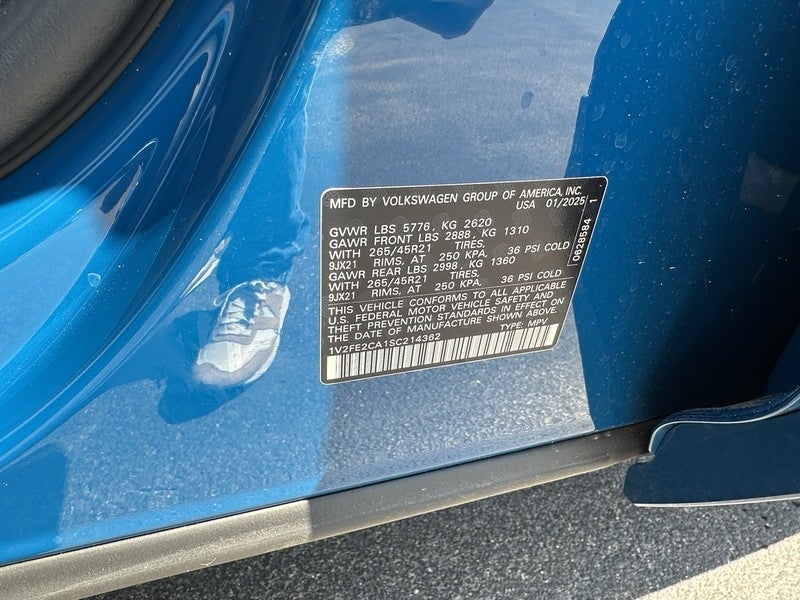 MFD BY VOLKSWAGEN GROUP OF AMERICA, INC.
USA 01/2025
GVWR LBS 5776, KG 2620
GAWR FRONT LBS 2888, KG 1310
WITH 265/45R21 TIRES,
9JX21 RIMS, AT 250 KPA, 36 PSI COLD
GAWR REAR LBS 2998, KG 1360
WITH 265/45R21 TIRES,
9JX21 RIMS, AT 250 KPA, 36 PSI COLD
THIS VEHICLE CONFORMS TO ALL APPLICABLE
U.S. FEDERAL MOTOR VEHICLE SAFETY AND
THEFT PREVENTION STANDARDS IN EFFECT ON
THE DATE OF MANUFACTURE SHOWN ABOVE.
1V2FE2CA1SC214362 TYPE: MPV
0628584 1